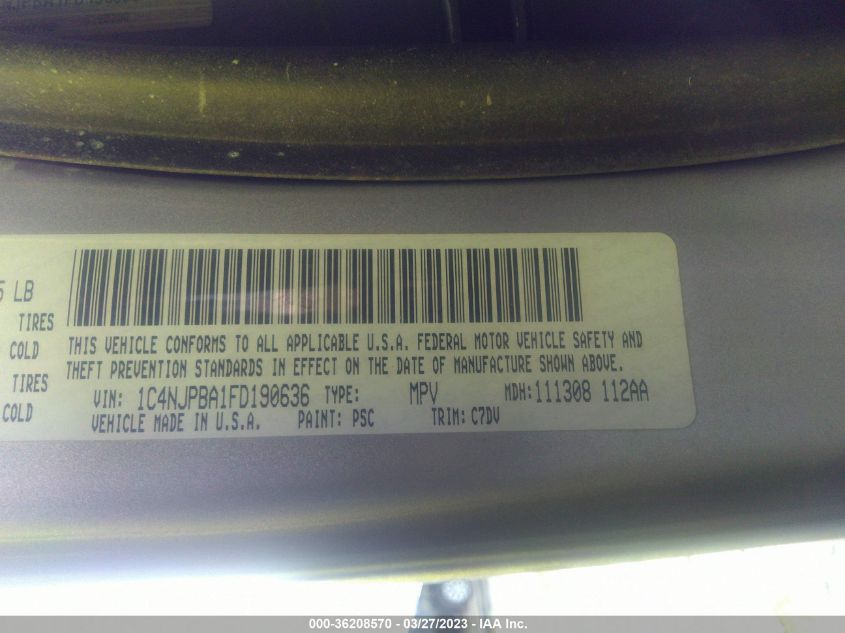 5 LB
TIRES
COLD
TIRES
COLD
THIS VEHICLE CONFORMS TO ALL APPLICABLE U.S.A. FEDERAL MOTOR VEHICLE SAFETY AND
THEFT PREVENTION STANDARDS IN EFFECT ON THE DATE OF MANUFACTURE SHOWN ABOVE.
VIN: 1C4NJPBA1FD190636 TYPE: MPV MDH: 111308 112AA
VEHICLE MADE IN U.S.A. PAINT: PSC TRIM: C7DV
000-36208570 - 03/27/2023 - IAA Inc.